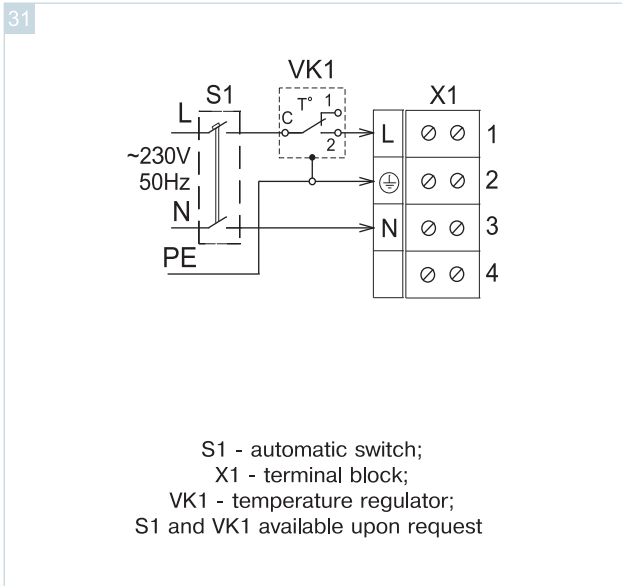 31
VK1
S1
X1
L
C
T° 1
2
L
1
~230V
50Hz
2
N
N
3
PE
4
S1 - automatic switch;
X1 - terminal block;
VK1 - temperature regulator;
S1 and VK1 available upon request